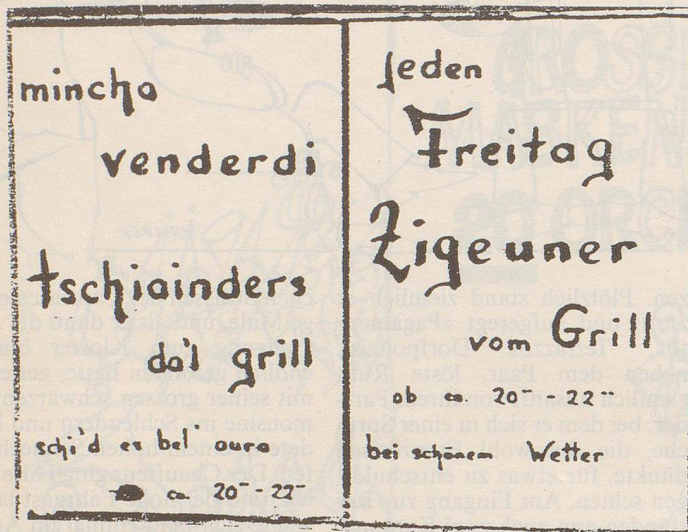 mincha
venderdi
tschiainders
da'l grill
schi d es bel aura
ca. 20.-- - 22.--
Jeden
Freitag
Zigeuner
vom Grill
ab ca. 20.-- - 22.--
bei schönem Wetter